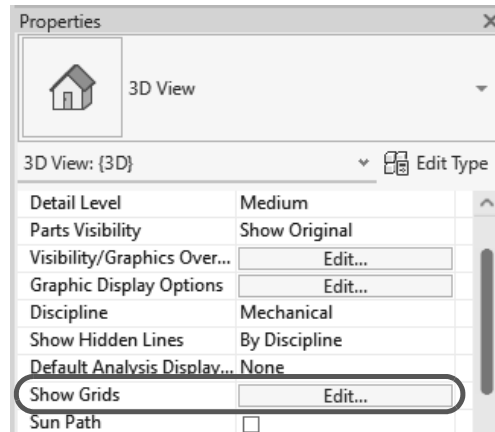 Properties
3D View
3D View: {3D} Edit Type
Detail Level Medium
Parts Visibility Show Original
Visibility/Graphics Over... Edit...
Graphic Display Options Edit...
Discipline Mechanical
Show Hidden Lines By Discipline
Default Analysis Display... None
Show Grids Edit...
Sun Path